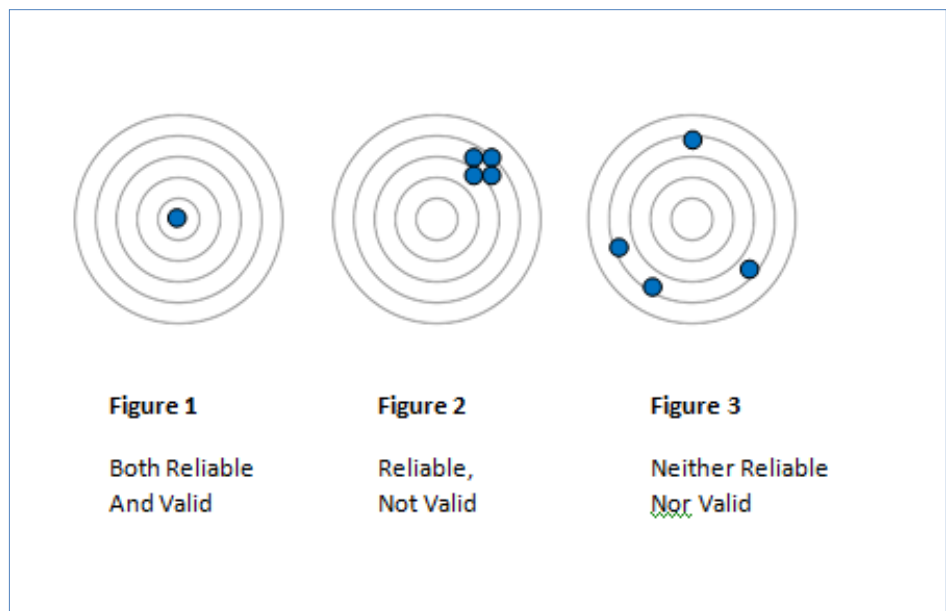 Figure 1
Figure 2
Figure 3
Both Reliable
And Valid
Reliable,
Not Valid
Neither Reliable
Nor Valid